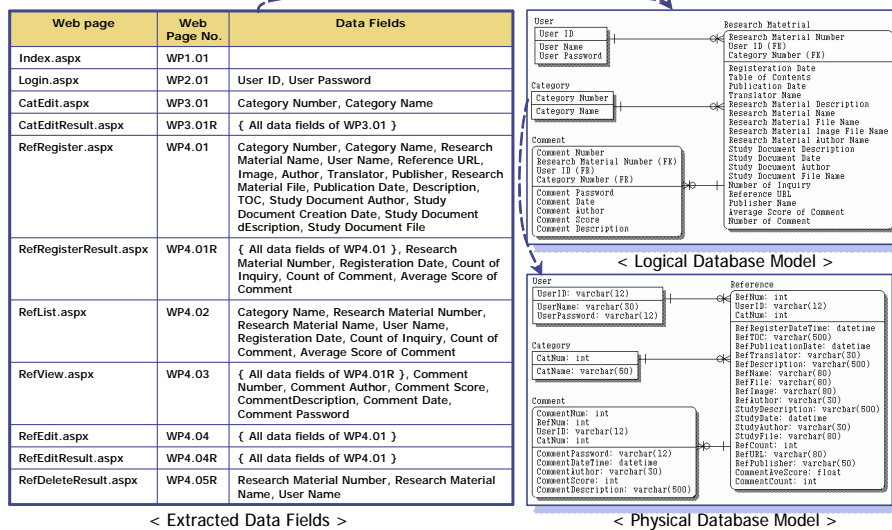 Web page Web Page No. Data Fields
Index.aspx WP1.01
Login.aspx WP2.01 User ID, User Password
CatEdit.aspx WP3.01 Category Number, Category Name
CatEditResult.aspx WP3.01R { All data fields of WP3.01 }
RefRegister.aspx WP4.01 Category Number, Category Name, Research
Material Name, User Name, Reference URL,
Image, Author, Translator, Publisher, Research
Material File, Publication Date, Description,
TOC, Study Document Author, Study
Document Creation Date, Study Document
dEscription, Study Document File
RefRegisterResult.aspx WP4.01R { All data fields of WP4.01 }, Research
Material Number, Registration Date, Count of
Inquiry, Count of Comment, Average Score of
Comment
RefList.aspx WP4.02 Category Name, Research Material Number,
Research Material Name, User Name,
Registeration Date, Count of Inquiry, Count of
Comment, Average Score of Comment
RefView.aspx WP4.03 { All data fields of WP4.01R }, Comment
Number, Comment Author, Comment Score,
CommentDescription, Comment Date,
Comment Password
RefEdit.aspx WP4.04 { All data fields of WP4.01 }
RefEditResult.aspx WP4.04R { All data fields of WP4.01 }
RefDeleteResult.aspx WP4.05R Research Material Number, Research Material
Name, User Name
< Extracted Data Fields >
User
User ID
User Name
User Password
Category
Category Number
Category Name
Comment
Comment Number
Research Material Number (FK)
User ID (FK)
Category Number (FK)
Comment Password
Comment Date
Comment Author
Comment Score
Comment Description
Research Matetrial
Research Material Number
User ID (FK)
Category Number (FK)
Registeration Date
Table of Contents
Publication Date
Translator Name
Research Material Description
Research Material Name
Research Material File Name
Research Material Image File Name
Research Material Author Name
Study Document Description
Study Document Date
Study Document Author
Study Document File Name
Number of Inquiry
Reference URL
Publisher Name
Average Score of Comment
Number of Comment
< Logical Database Model >
User
UserID: varchar(12)
UserName: varchar(30)
UserPassword: varchar(12)
Category
CatNum: int
CatName: varchar(50)
Comment
CommentNum: int
RefNum: int
UserID: varchar(12)
CatNum: int
CommentPassword: varchar(12)
CommentDateTime: datetime
CommentAuthor: varchar(30)
CommentScore: int
CommentDescription: varchar(500)
Reference
RefNum: int
UserID: varchar(12)
CatNum: int
RefRegisterDateTime: datetime
RefTOC: varchar(500)
RefPublicationDate: datetime
RefTranslator: varchar(30)
RefDescription: varchar(500)
RefName: varchar(80)
RefFile: varchar(80)
RefImage: varchar(80)
RefAuthor: varchar(30)
StudyDescription: varchar(500)
StudyDate: datetime
StudyAuthor: varchar(30)
StudyFile: varchar(80)
RefCount: int
RefURL: varchar(80)
RefPublisher: varchar(50)
CommentAveScore: float
CommentCount: int
< Physical Database Model >